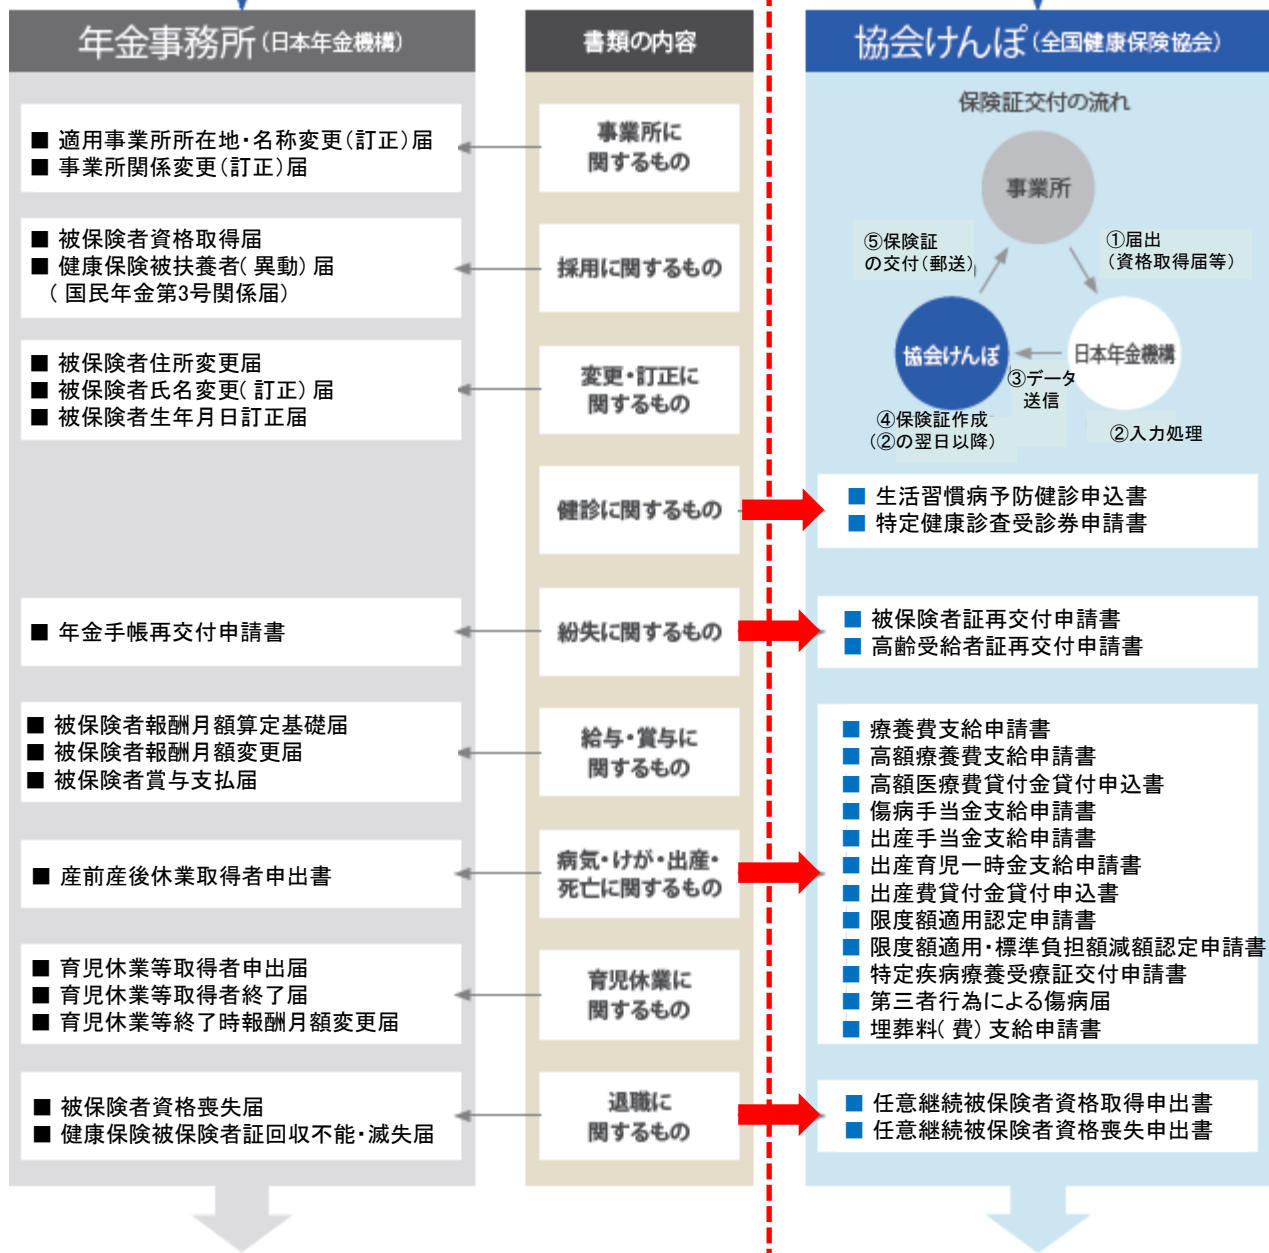 年金事務所(日本年金機構)
■ 適用事業所所在地・名称変更(訂正)届
■ 事業所関係変更(訂正)届
■ 被保険者資格取得届
■ 健康保険被扶養者(異動)届
(国民年金第3号関係届)
■ 被保険者住所変更届
■ 被保険者氏名変更(訂正)届
■ 被保険者生年月日訂正届
■ 年金手帳再交付申請書
■ 被保険者報酬月額算定基礎届
■ 被保険者報酬月額変更届
■ 被保険者賞与支払届
■ 産前産後休業取得者申出書
■ 育児休業等取得者申出届
■ 育児休業等取得者終了届
■ 育児休業等終了時報酬月額変更届
■ 被保険者資格喪失届
■ 健康保険被保険者証回収不能・滅失届
書類の内容
事業所に
関するもの
採用に関するもの
変更・訂正に
関するもの
健診に関するもの
紛失に関するもの
給与・賞与に
関するもの
病気・けが・出産・
死亡に関するもの
育児休業に
関するもの
退職に
関するもの
協会けんぽ(全国健康保険協会)
保険証交付の流れ
事業所
①届出
(資格取得届等)
日本年金機構
②入力処理
③データ
送信
協会けんぽ
④保険証作成
(②の翌日以降)
⑤保険証
の交付(郵送)
■ 生活習慣病予防健診申込書
■ 特定健康診査受診券申請書
■ 被保険者証再交付申請書
■ 高齢受給者証再交付申請書
■ 療養費支給申請書
■ 高額療養費支給申請書
■ 高額医療費貸付金貸付申込書
■ 傷病手当金支給申請書
■ 出産手当金支給申請書
■ 出産育児一時金支給申請書
■ 出産費貸付金貸付申込書
■ 限度額適用認定申請書
■ 限度額適用・標準負担額減額認定申請書
■ 特定疾病療養受療証交付申請書
■ 第三者行為による傷病届
■ 埋葬料(費)支給申請書
■ 任意継続被保険者資格取得申出書
■ 任意継続被保険者資格喪失申出書